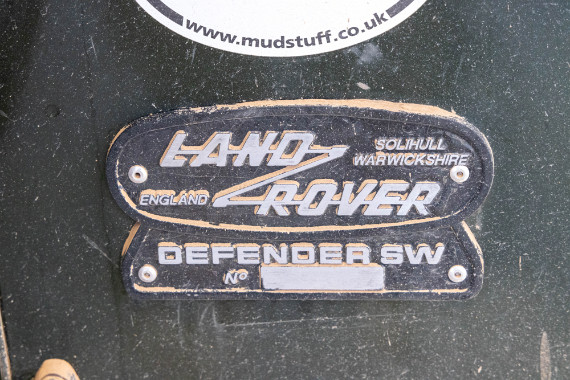 www.mudstuff.co.uk
LAND
ROVER
SOLIHULL
WARWICKSHIRE
ENGLAND
DEFENDER SW
No